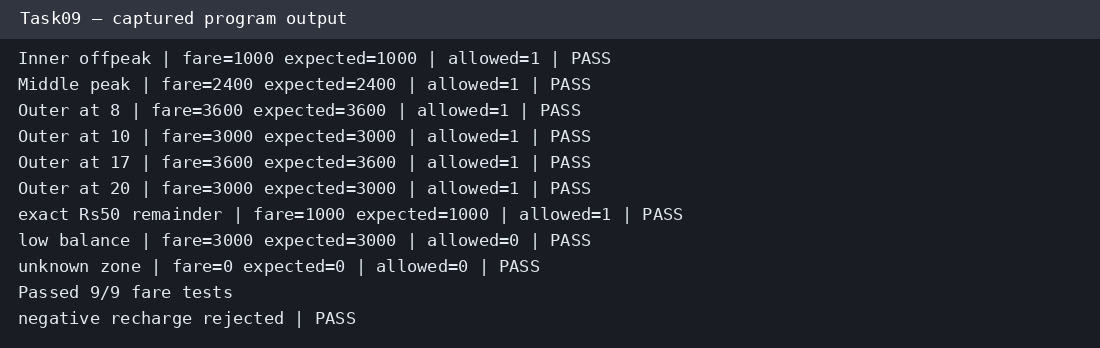 Task09 — captured program output
Inner offpeak | fare=1000 expected=1000 | allowed=1 | PASS
Middle peak | fare=2400 expected=2400 | allowed=1 | PASS
Outer at 8 | fare=3600 expected=3600 | allowed=1 | PASS
Outer at 10 | fare=3000 expected=3000 | allowed=1 | PASS
Outer at 17 | fare=3600 expected=3600 | allowed=1 | PASS
Outer at 20 | fare=3000 expected=3000 | allowed=1 | PASS
exact Rs50 remainder | fare=1000 expected=1000 | allowed=1 | PASS
low balance | fare=3000 expected=3000 | allowed=0 | PASS
unknown zone | fare=0 expected=0 | allowed=0 | PASS
Passed 9/9 fare tests
negative recharge rejected | PASS